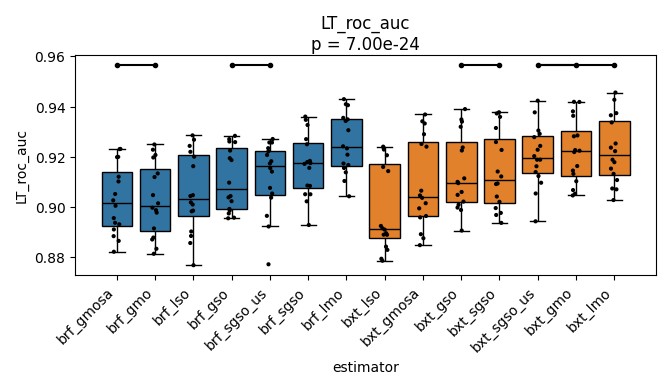 LT_roc_auc
p = 7.00e-24
LT_roc_auc
0.96
0.94
0.92
0.90
0.88
brf_gmosa
brf_gmo
brf_lso
brf_gso
brf_sgso_us
brf_sgso
brf_lmo
bxt_lso
bxt_gmosa
bxt_gso
bxt_sgso
bxt_sgso_us
bxt_gmo
bxt_lmo
estimator